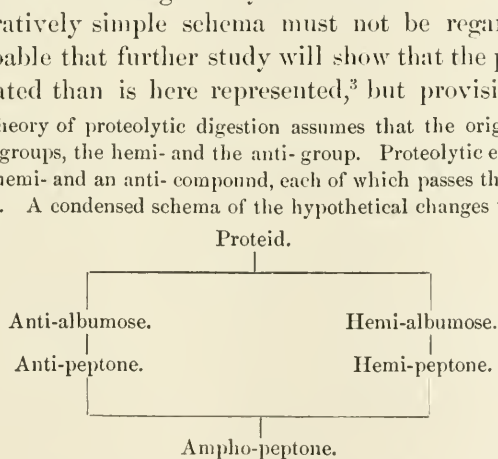 ratively simple schema must not be regar
bable that further study will show that the p
ated than is here represented,³ but provisi
heory of proteolytic digestion assumes that the orig
groups, the hemi- and the anti- group. Proteolytic e
hemi- and an anti- compound, each of which passes th
. A condensed schema of the hypothetical changes
Proteid.
Anti-albumose. Hemi-albumose.
Anti-peptone. Hemi-peptone.
Ampho-peptone.